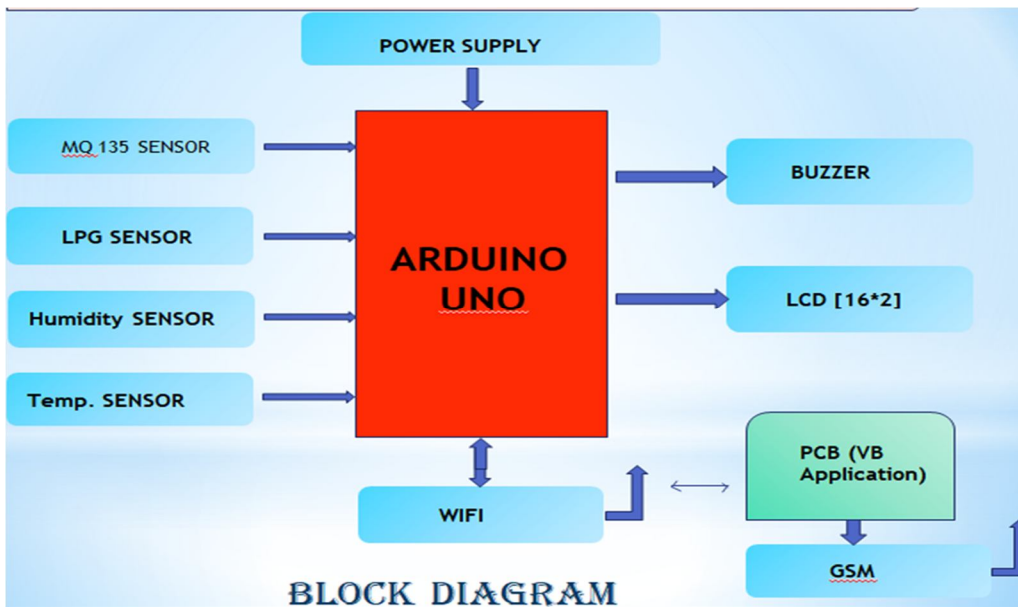 POWER SUPPLY
MQ 135 SENSOR
LPG SENSOR
Humidity SENSOR
Temp. SENSOR
ARDUINO
UNO
BUZZER
LCD [16*2]
WIFI
PCB (VB
Application)
GSM
BLOCK DIAGRAM